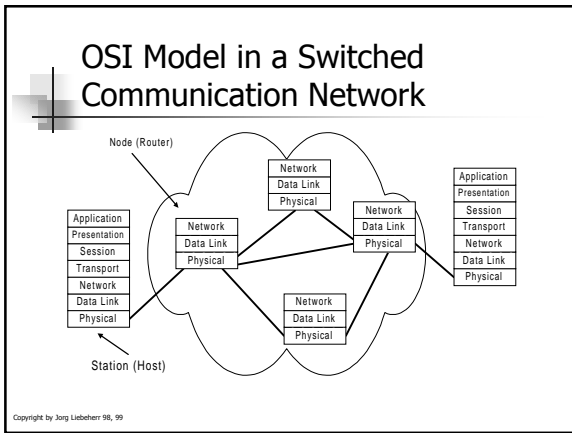 OSI Model in a Switched
Communication Network
Node (Router)
Application
Presentation
Session
Transport
Network
Data Link
Physical
Station (Host)
Network
Data Link
Physical
Network
Data Link
Physical
Network
Data Link
Physical
Network
Data Link
Physical
Application
Presentation
Session
Transport
Network
Data Link
Physical
Copyright by Jorg Liebeherr 98, 99